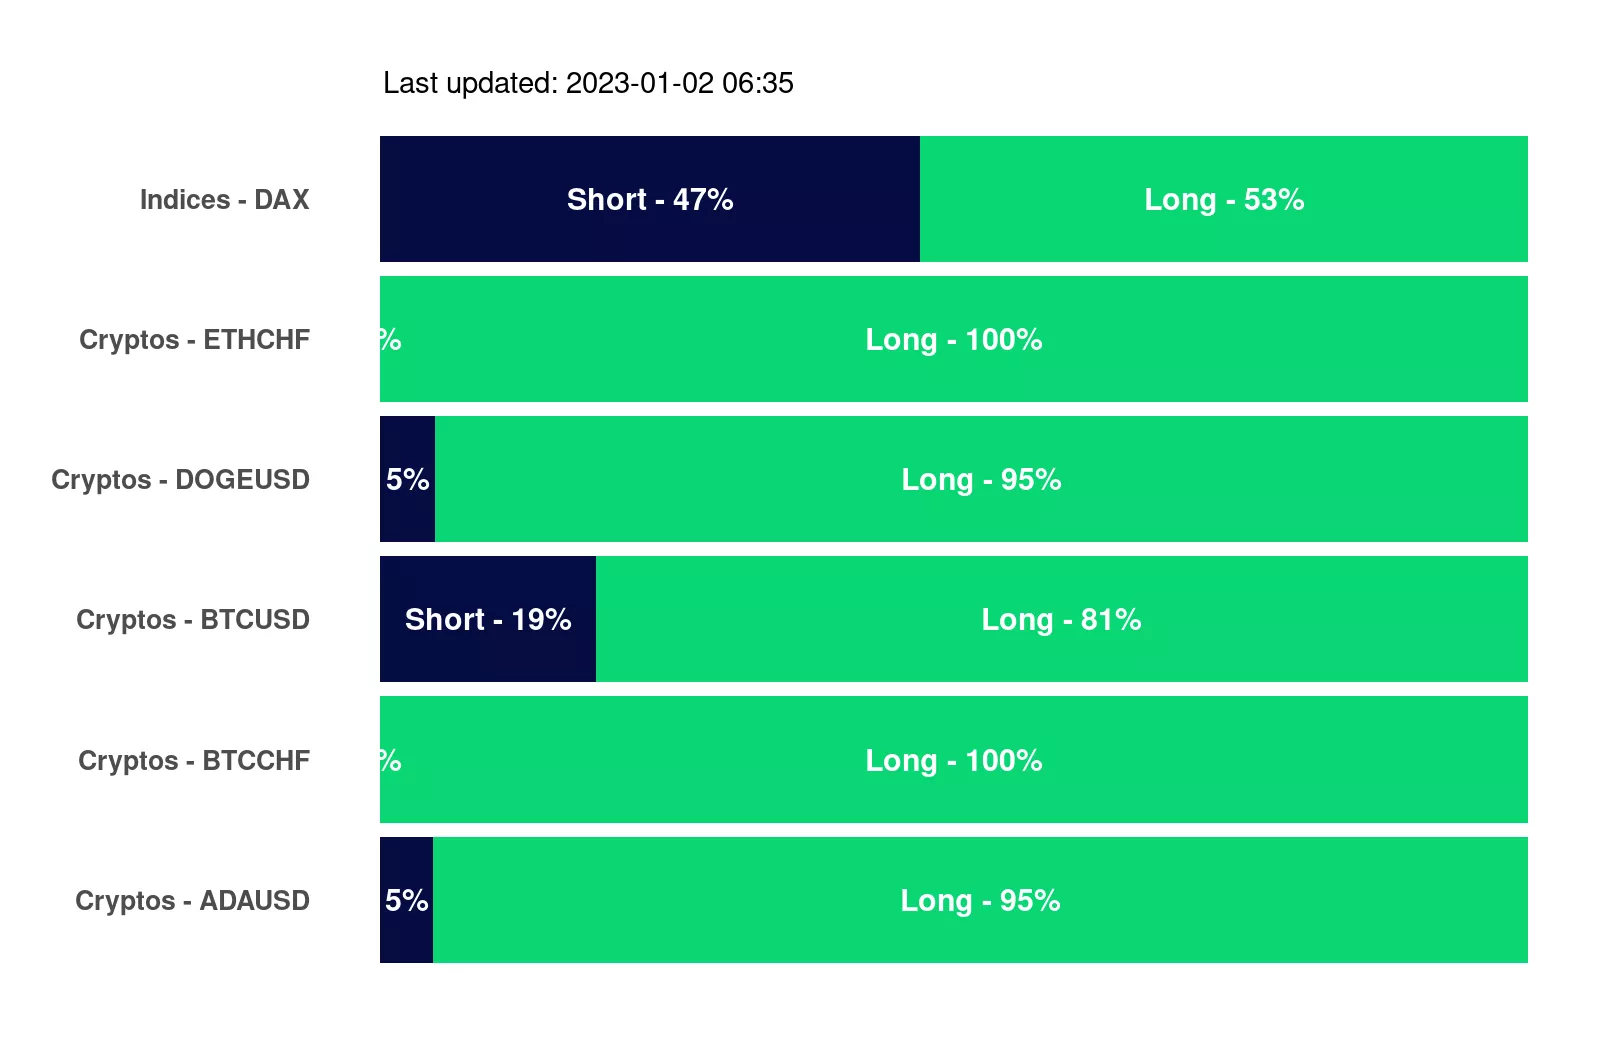 Last updated: 2023-01-02 06:35
Indices - DAX Short - 47% Long - 53%
Cryptos - ETHCHF % Long - 100%
Cryptos - DOGEUSD 5% Long - 95%
Cryptos - BTCUSD Short - 19% Long - 81%
Cryptos - BTCCHF % Long - 100%
Cryptos - ADAUSD 5% Long - 95%